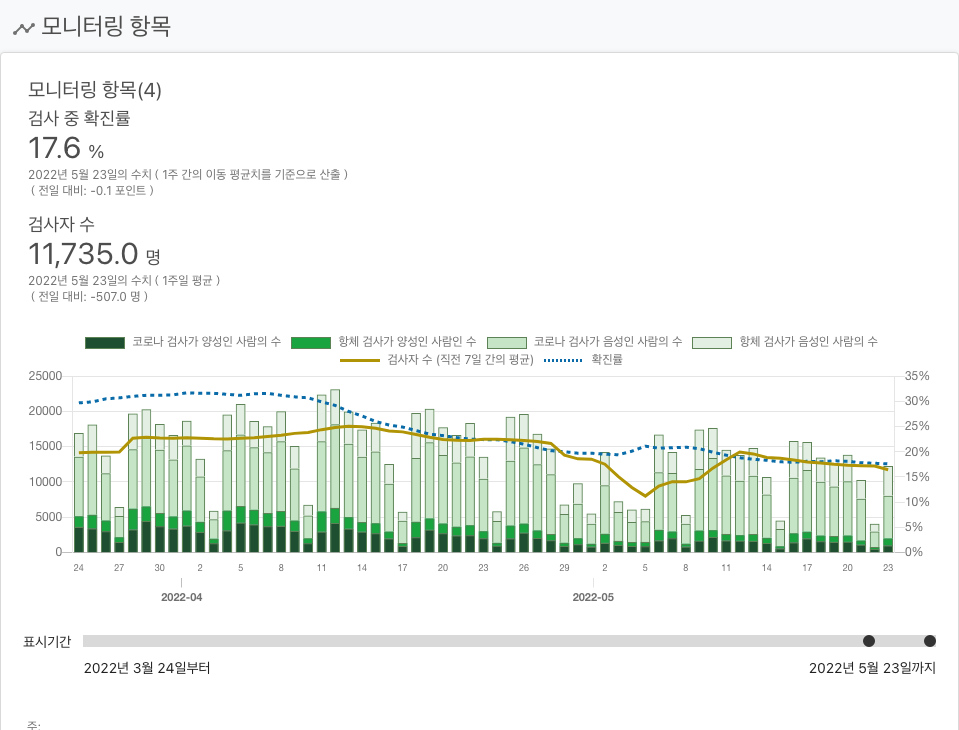 모니터링 항목
모니터링 항목(4)
검사 중 확진률
17.6 %
2022년 5월 23일의 수치 ( 1주 간의 이동 평균치를 기준으로 산출 )
( 전일 대비: -0.1 포인트 )
검사자 수
11,735.0 명
2022년 5월 23일의 수치 ( 1주일 평균 )
( 전일 대비: -507.0 명 )
코로나 검사가 양성인 사람의 수 항체 검사가 양성인 사람인 수 코로나 검사가 음성인 사람의 수 항체 검사가 음성인 사람의 수
검사자 수 (직전 7일 간의 평균) 확진률
25000 35%
20000 30%
25%
15000 20%
10000 15%
10%
5000 5%
0 0%
24 27 30 2 5 8 11 14 17 20 23 26 29 2 5 8 11 14 17 20 23
2022-04 2022-05
표시기간
2022년 3월 24일부터 2022년 5월 23일까지
주: